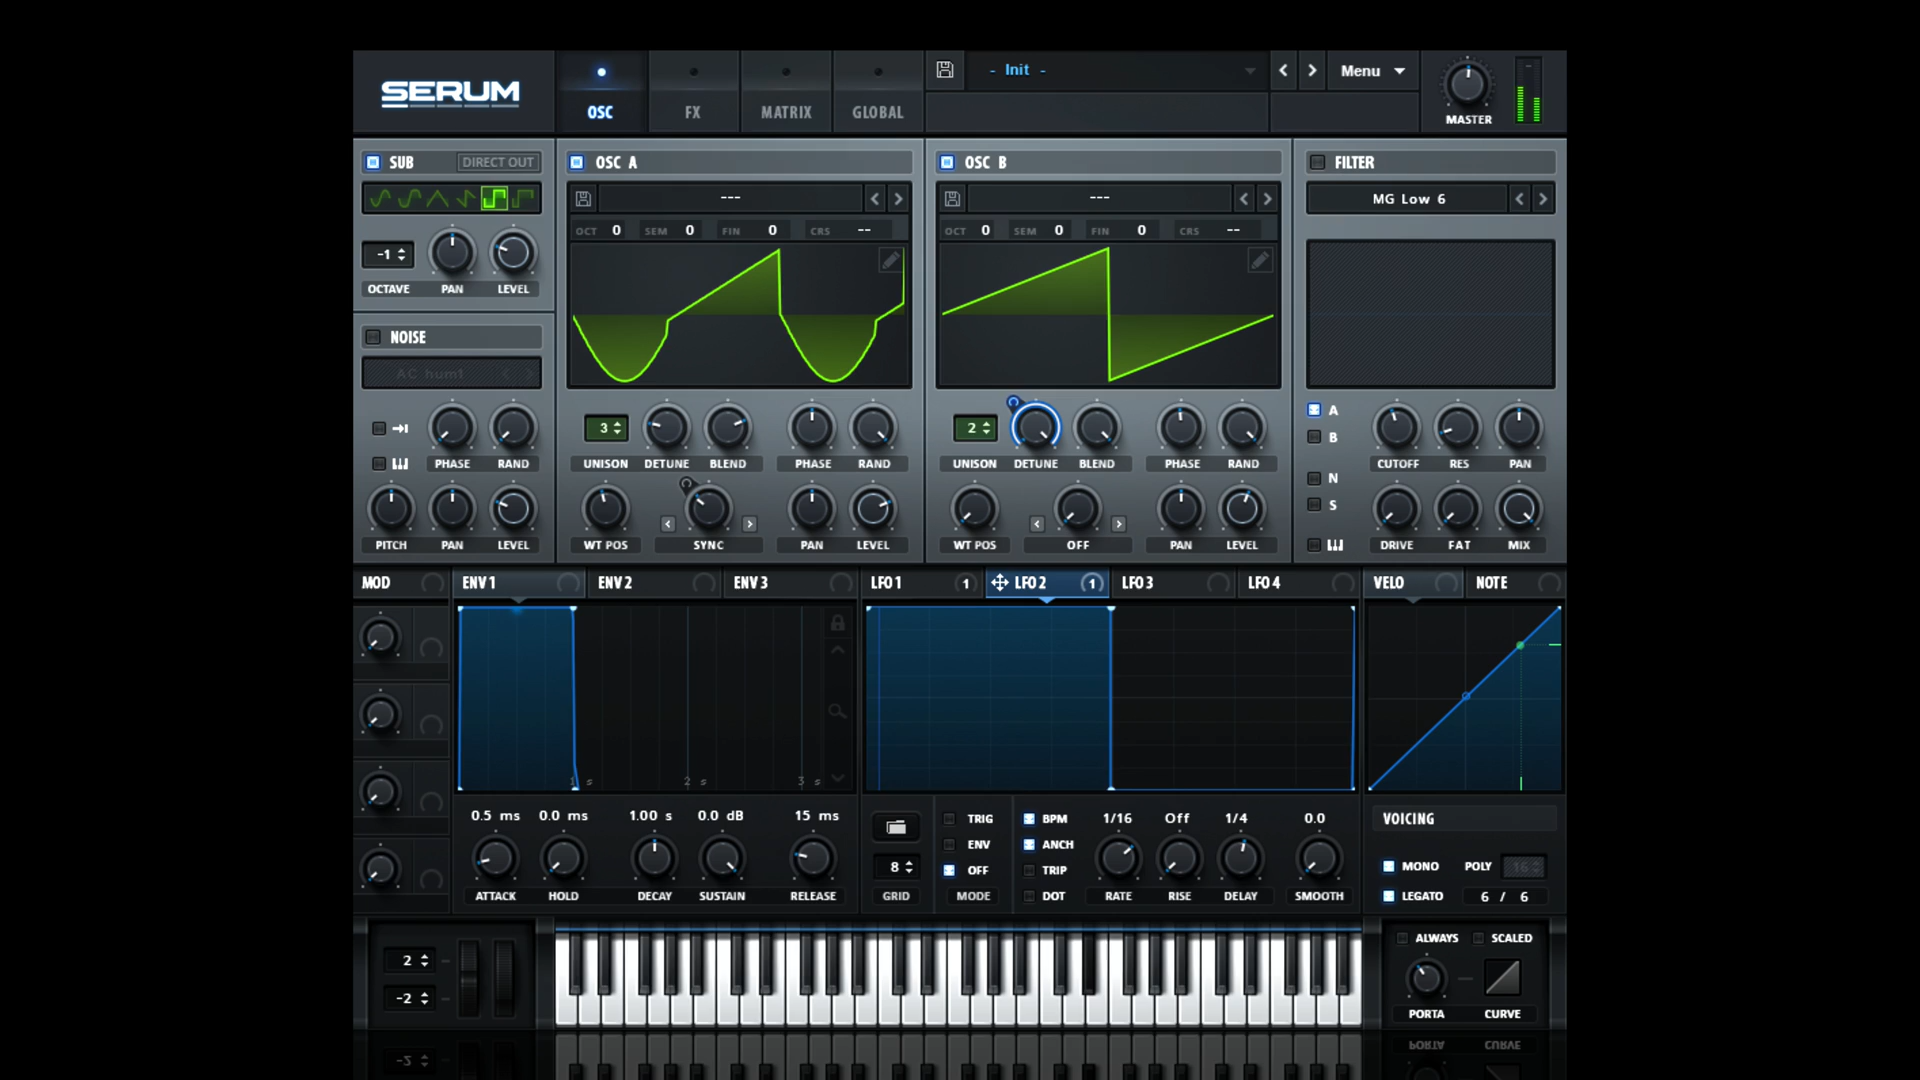 SERUM
OSC FX MATRIX GLOBAL
- Init -
Menu
MASTER
SUB DIRECT OUT
-1
OCTAVE PAN LEVEL
NOISE
AC hum1
PHASE RAND
PITCH PAN LEVEL
OSC A
---
OCT 0 SEM 0 FIN 0 CRS --
3
UNISON DETUNE BLEND PHASE RAND
WT POS SYNC PAN LEVEL
OSC B
---
OCT 0 SEM 0 FIN 0 CRS --
2
UNISON DETUNE BLEND PHASE RAND
WT POS OFF PAN LEVEL
FILTER
MG Low 6
A
B
N
S
CUTOFF RES PAN
DRIVE FAT MIX
MOD ENV 1 ENV 2 ENV 3 LFO 1 1 LFO 2 1 LFO 3 LFO 4 VELO NOTE
1 s 2 s 3 s
0.5 ms 0.0 ms 1.00 s 0.0 dB 15 ms
ATTACK HOLD DECAY SUSTAIN RELEASE
8
GRID
TRIG
ENV
OFF
MODE
BPM
ANCH
TRIP
DOT
1/16 Off 1/4 0.0
RATE RISE DELAY SMOOTH
VOICING
MONO POLY 16
LEGATO 6 / 6
2
-2
ALWAYS SCALED
PORTA CURVE
-2
PORTA CURVE